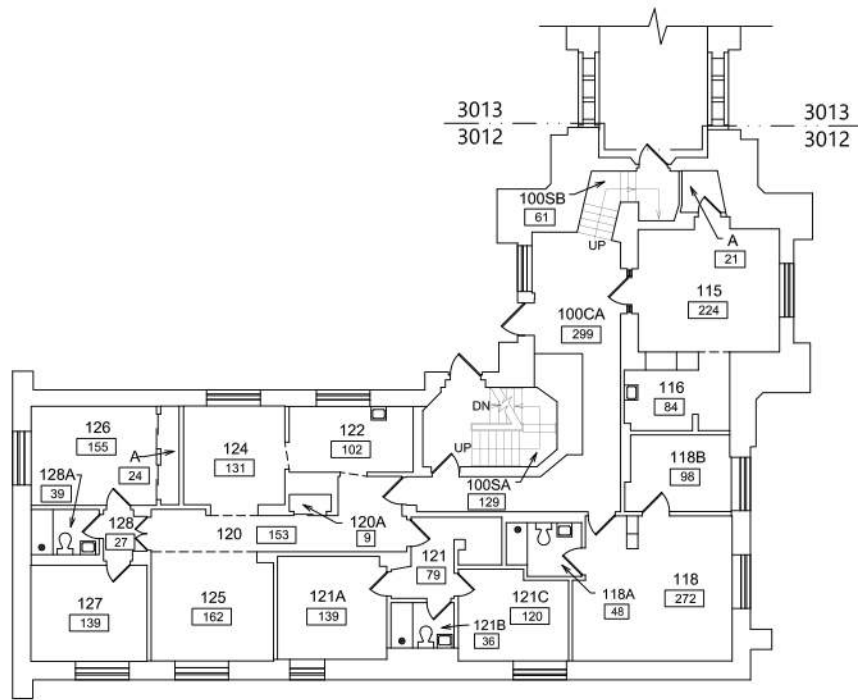 3013
3012
3013
3012
100SB
61
UP
A
21
115
224
100CA
299
116
84
DN
UP
126
155
A
24
124
131
122
102
118B
98
128A
39
100SA
129
128
27
120
153
120A
9
121
79
127
139
125
162
121A
139
121B
36
121C
120
118A
48
118
272